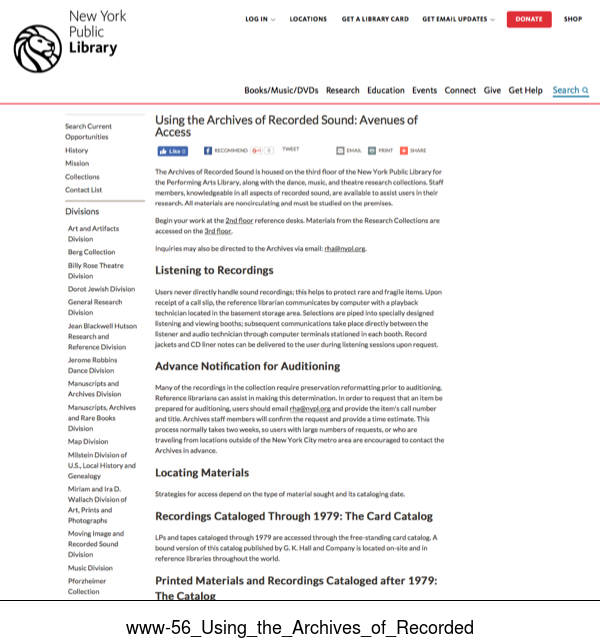 New York
Public
Library
LOG IN
LOCATIONS
GET A LIBRARY CARD
GET EMAIL UPDATES
DONATE
SHOP
Books/Music/DVDs Research Education Events Connect Give Get Help Search
Search Current
Opportunities
History
Mission
Collections
Contact List
Divisions
Art and Artifacts
Division
Berg Collection
Billy Rose Theatre
Division
Dorot Jewish Division
General Research
Division
Jean Blackwell Hutson
Research and
Reference Division
Jerome Robbins
Dance Division
Manuscripts and
Archives Division
Manuscripts, Archives
and Rare Books
Division
Map Division
Milstein Division of
U.S., Local History and
Genealogy
Miriam and Ira D.
Wallach Division of
Art, Prints and
Photographs
Moving Image and
Recorded Sound
Division
Music Division
Pforzheimer
Collection
Using the Archives of Recorded Sound: Avenues of
Access
Like 0 RECOMMEND G+1 0 TWEET EMAIL PRINT SHARE
The Archives of Recorded Sound is housed on the third floor of the New York Public Library for
the Performing Arts Library, along with the dance, music, and theatre research collections. Staff
members, knowledgeable in all aspects of recorded sound, are available to assist users in their
research. All materials are noncirculating and must be studied on the premises.
Begin your work at the 2nd floor reference desks. Materials from the Research Collections are
accessed on the 3rd floor.
Inquiries may also be directed to the Archives via email: rha@nypl.org.
Listening to Recordings
Users never directly handle sound recordings; this helps to protect rare and fragile items. Upon
receipt of a call slip, the reference librarian communicates by computer with a playback
technician located in the basement storage area. Selections are piped into specially designed
listening and viewing booths; subsequent communications take place directly between the
listener and audio technician through computer terminals stationed in each booth. Record
jackets and CD liner notes can be delivered to the user during listening sessions upon request.
Advance Notification for Auditioning
Many of the recordings in the collection require preservation reformatting prior to auditioning.
Reference librarians can assist in making this determination. In order to request that an item be
prepared for auditioning, users should email rha@nypl.org and provide the item's call number
and title. Archives staff members will confirm the request and provide a time estimate. This
process normally takes two weeks, so users with large numbers of requests, or who are
traveling from locations outside of the New York City metro area are encouraged to contact the
Archives in advance.
Locating Materials
Strategies for access depend on the type of material sought and its cataloging date.
Recordings Cataloged Through 1979: The Card Catalog
LPs and tapes cataloged through 1979 are accessed through the free-standing card catalog. A
bound version of this catalog published by G. K. Hall and Company is located on-site and in
reference libraries throughout the world.
Printed Materials and Recordings Cataloged after 1979:
The Catalog
www-56_Using_the_Archives_of_Recorded